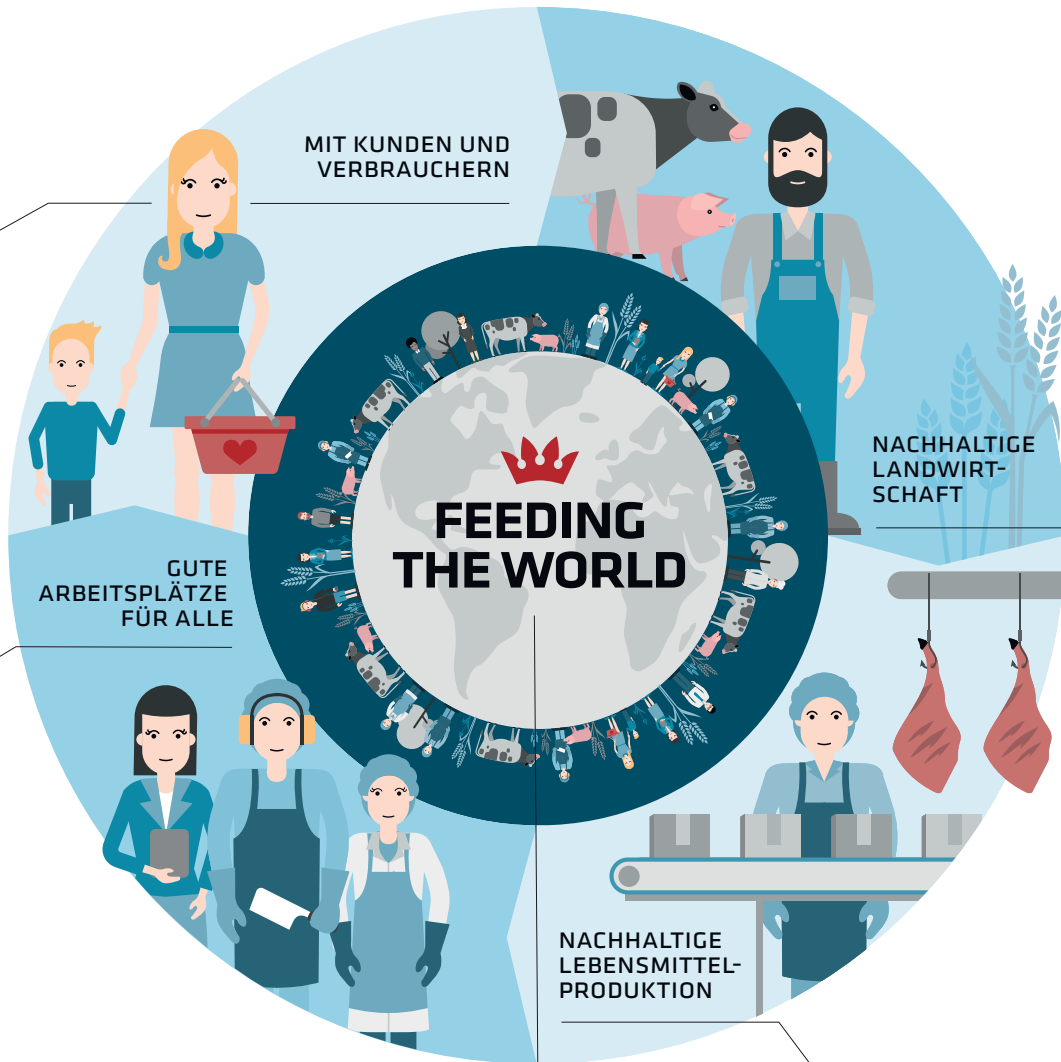 MIT KUNDEN UND
VERBRAUCHERN
NACHHALTIGE
LANDWIRT-
SCHAFT
FEEDING
THE WORLD
GUTE
ARBEITSPLÄTZE
FÜR ALLE
NACHHALTIGE
LEBENSMITTEL-
PRODUKTION